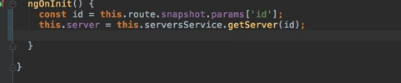 ngOnInit() {
const id = this.route.snapshot.params['id'];
this.server = this.serversService.getServer(id);
}
}